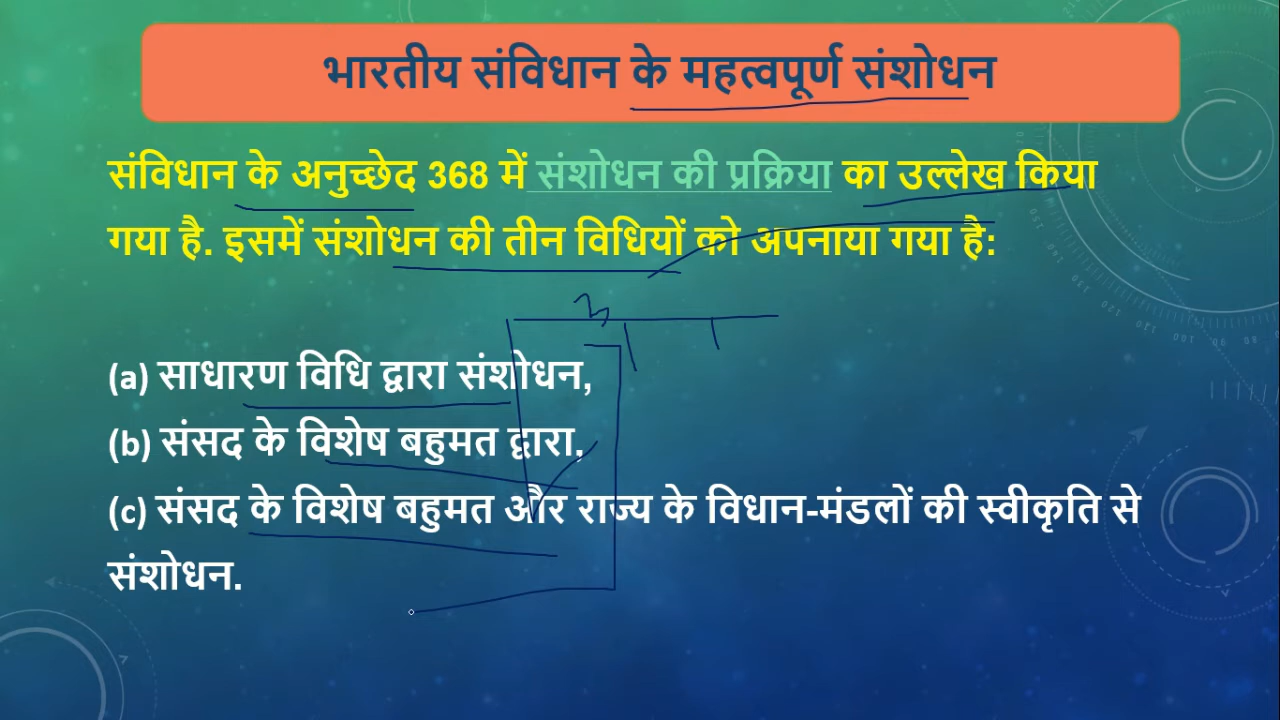 भारतीय संविधान के महत्वपूर्ण संशोधन
संविधान के अनुच्छेद 368 में संशोधन की प्रक्रिया का उल्लेख किया
गया है. इसमें संशोधन की तीन विधियों को अपनाया गया है:
(a) साधारण विधि द्वारा संशोधन,
(b) संसद के विशेष बहुमत द्वारा,
(c) संसद के विशेष बहुमत और राज्य के विधान-मंडलों की स्वीकृति से
संशोधन.